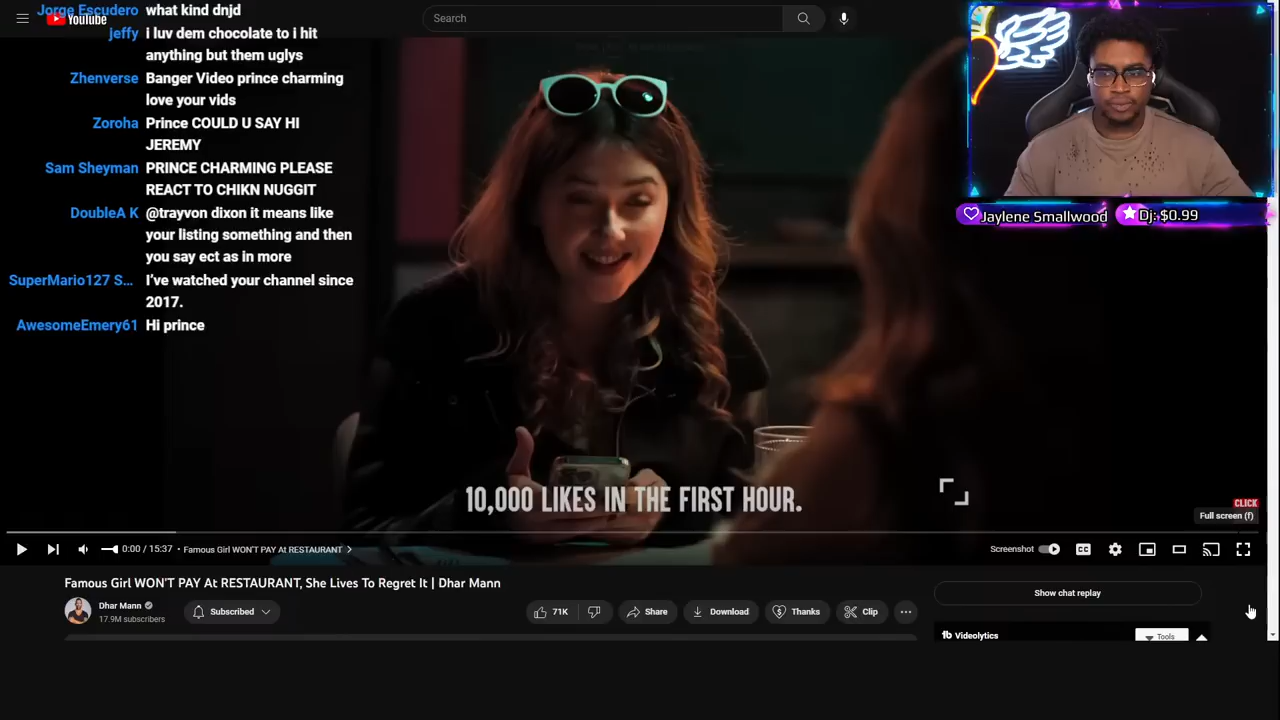 Jorge Escudero what kind dnjd
jeffy i luv dem chocolate to i hit
anything but them uglys
Zhenverse Banger Video prince charming
love your vids
Zoroha Prince COULD U SAY HI
JEREMY
Sam Sheyman PRINCE CHARMING PLEASE
REACT TO CHIKN NUGGIT
DoubleA K @trayvon dixon it means like
your listing something and then
you say ect as in more
SuperMario127 S... I've watched your channel since
2017.
AwesomeEmery61 Hi prince
YouTube
Search
Jaylene Smallwood Dj: $0.99
10,000 LIKES IN THE FIRST HOUR.
CLICK
Full screen (f)
0:00 / 15:37 • Famous Girl WON'T PAY At RESTAURANT
Screenshot
Famous Girl WON'T PAY At RESTAURANT, She Lives To Regret It | Dhar Mann
Dhar Mann
17.9M subscribers
Subscribed
71K
Share
Download
Thanks
Clip
Show chat replay
Videolytics
Tools